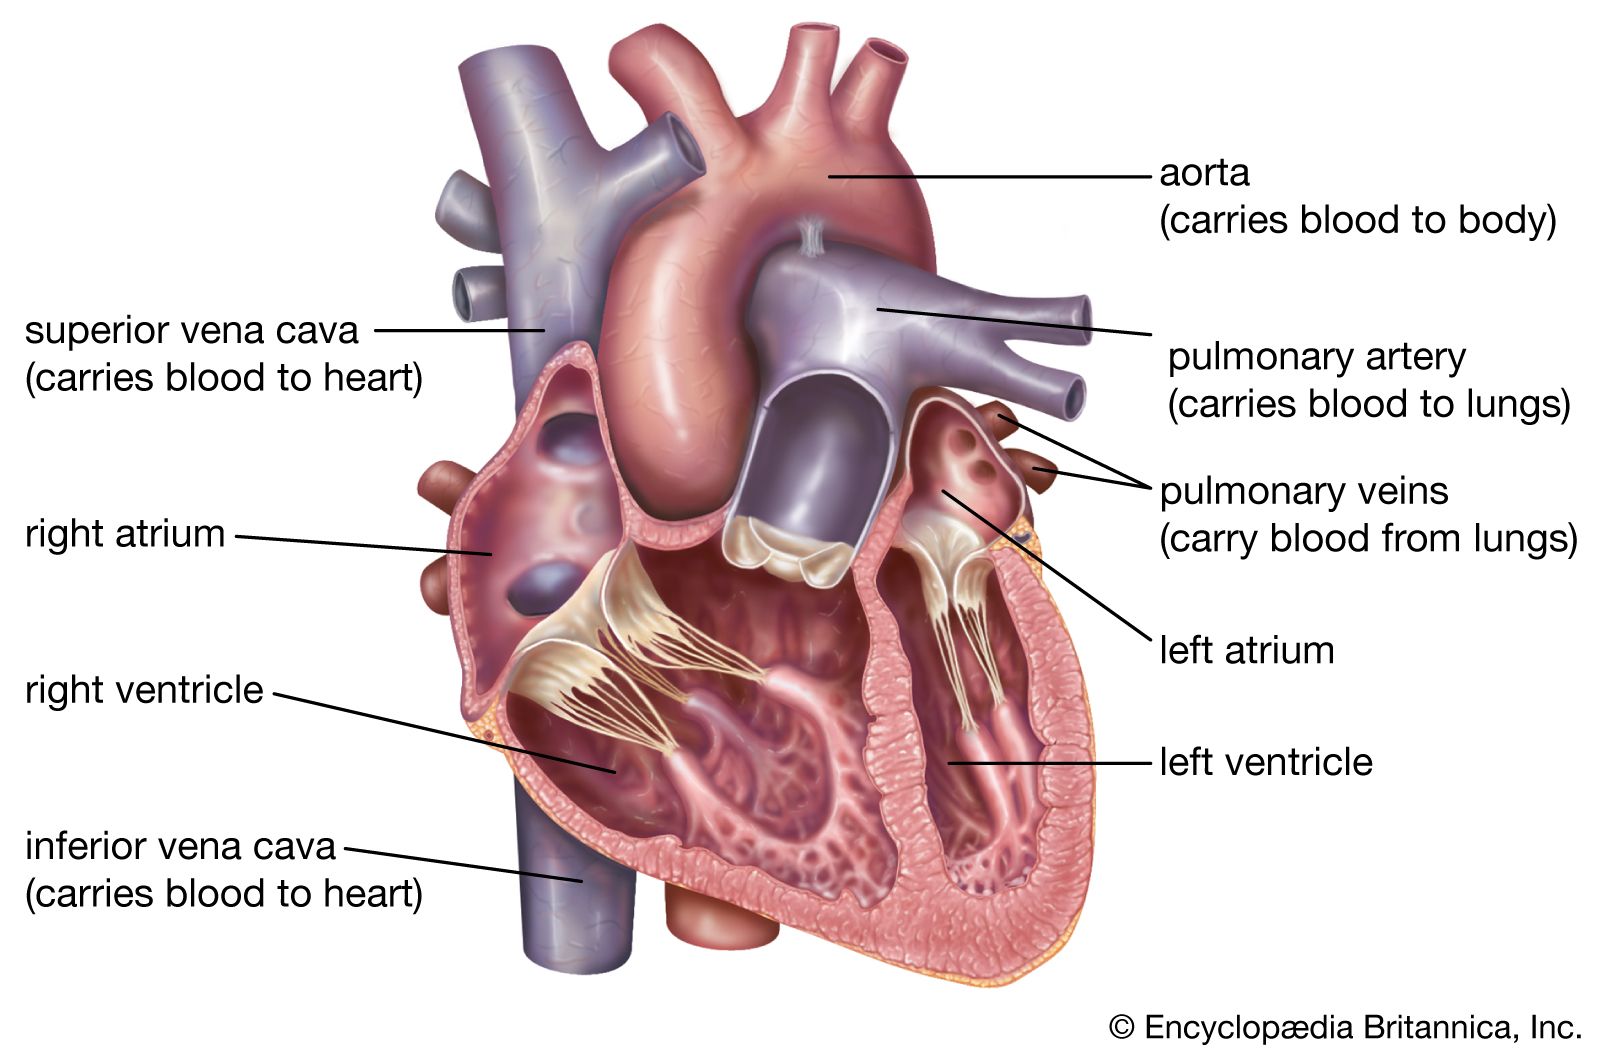 superior vena cava
(carries blood to heart)
right atrium
right ventricle
inferior vena cava
(carries blood to heart)
aorta
(carries blood to body)
pulmonary artery
(carries blood to lungs)
pulmonary veins
(carry blood from lungs)
left atrium
left ventricle
© Encyclopædia Britannica, Inc.